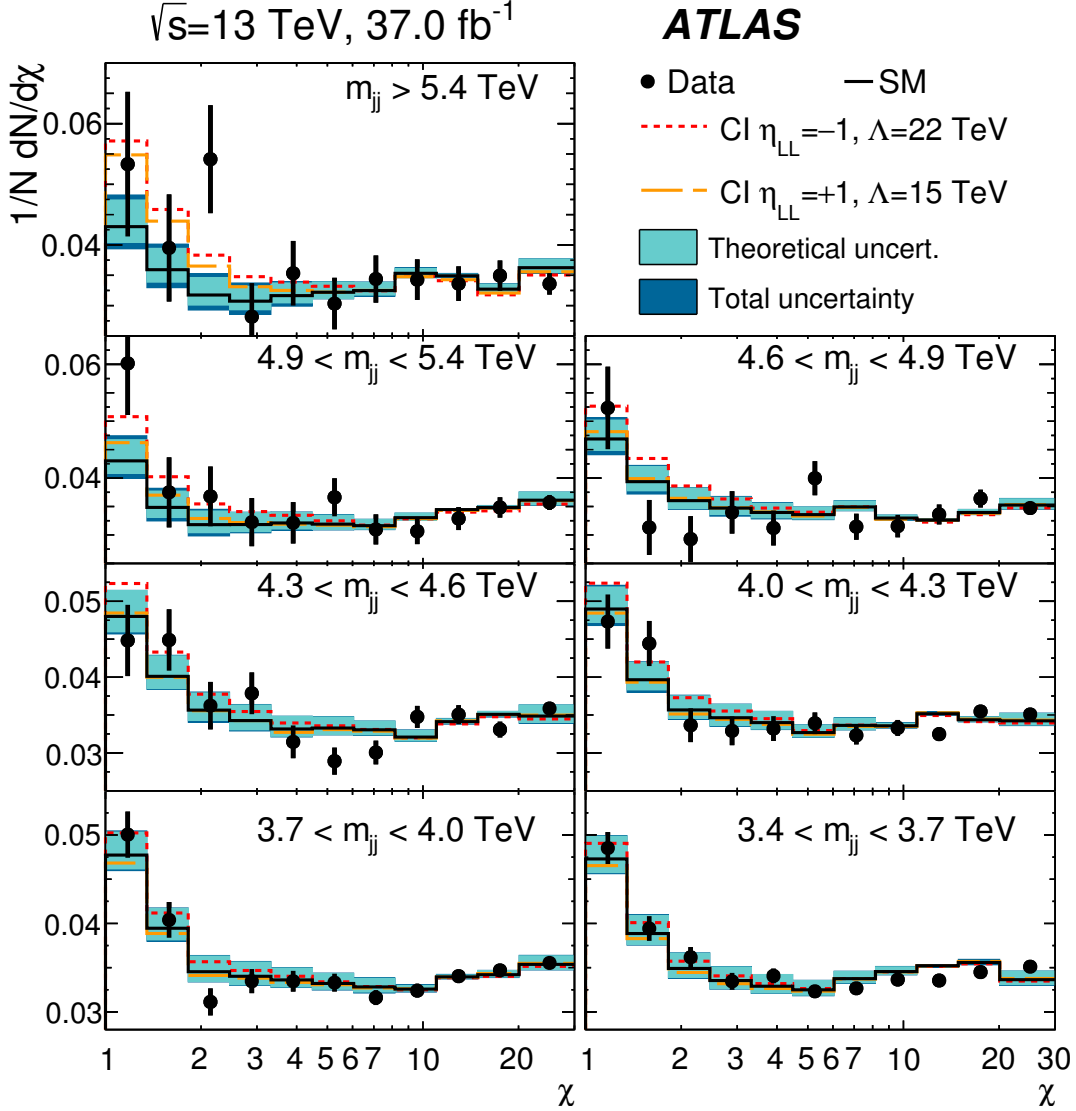 √s=13 TeV, 37.0 fb⁻¹
ATLAS
1/N dN/dχ
m_jj > 5.4 TeV
0.06
0.04
Data
SM
CI η_LL=−1, Λ=22 TeV
CI η_LL=+1, Λ=15 TeV
Theoretical uncert.
Total uncertainty
4.9 < m_jj < 5.4 TeV
0.06
0.04
4.6 < m_jj < 4.9 TeV
4.3 < m_jj < 4.6 TeV
0.05
0.04
0.03
4.0 < m_jj < 4.3 TeV
3.7 < m_jj < 4.0 TeV
0.05
0.04
0.03
3.4 < m_jj < 3.7 TeV
1 2 3 4 5 6 7 10 20
1 2 3 4 5 6 7 10 20 30
χ
χ